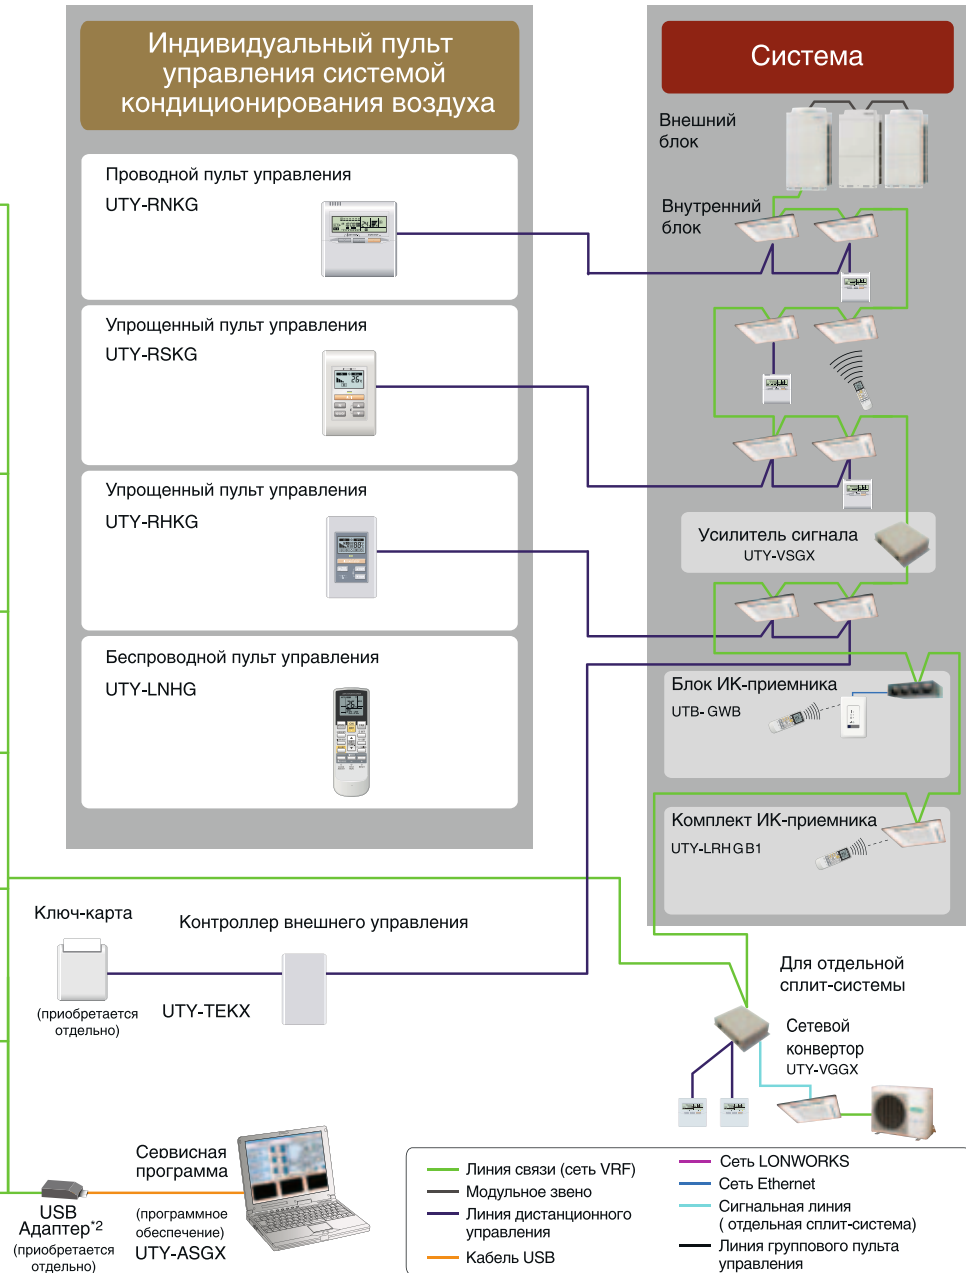 Индивидуальный пульт
управления системой
кондиционирования воздуха
Проводной пульт управления
UTY-RNKG
Упрощенный пульт управления
UTY-RSKG
Упрощенный пульт управления
UTY-RHKG
Беспроводной пульт управления
UTY-LNHG
Система
Внешний
блок
Внутренний
блок
Усилитель сигнала
UTY-VSGX
Блок ИК-приемника
UTB-GWB
Комплект ИК-приемника
UTY-LRHGB1
Ключ-карта
(приобретается
отдельно)
Контроллер внешнего управления
UTY-TEKX
Для отдельной
сплит-системы
Сетевой
конвертор
UTY-VGGX
USB
Адаптер*2
(приобретается
отдельно)
Сервисная
программа
(программное
обеспечение)
UTY-ASGX
Линия связи (сеть VRF)
Модульное звено
Линия дистанционного
управления
Кабель USB
Сеть LONWORKS
Сеть Ethernet
Сигнальная линия
( отдельная сплит-система)
Линия группового пульта
управления